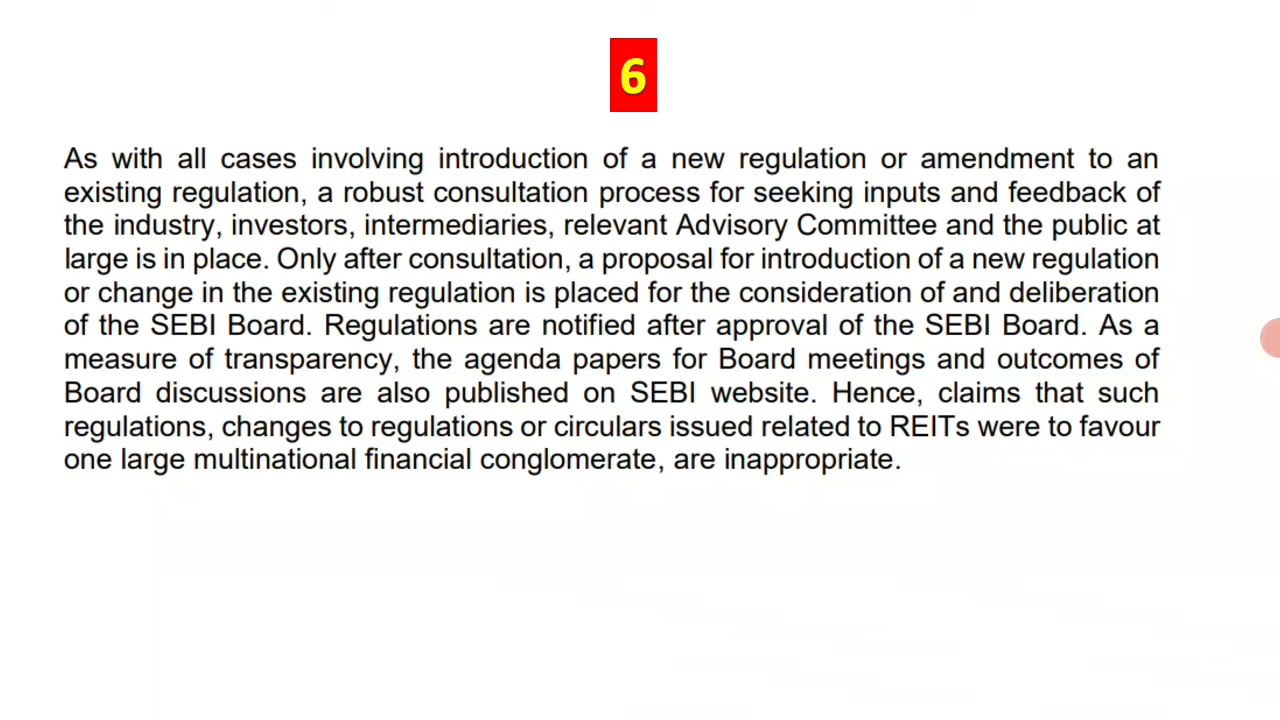 6
As with all cases involving introduction of a new regulation or amendment to an
existing regulation, a robust consultation process for seeking inputs and feedback of
the industry, investors, intermediaries, relevant Advisory Committee and the public at
large is in place. Only after consultation, a proposal for introduction of a new regulation
or change in the existing regulation is placed for the consideration of and deliberation
of the SEBI Board. Regulations are notified after approval of the SEBI Board. As a
measure of transparency, the agenda papers for Board meetings and outcomes of
Board discussions are also published on SEBI website. Hence, claims that such
regulations, changes to regulations or circulars issued related to REITs were to favour
one large multinational financial conglomerate, are inappropriate.